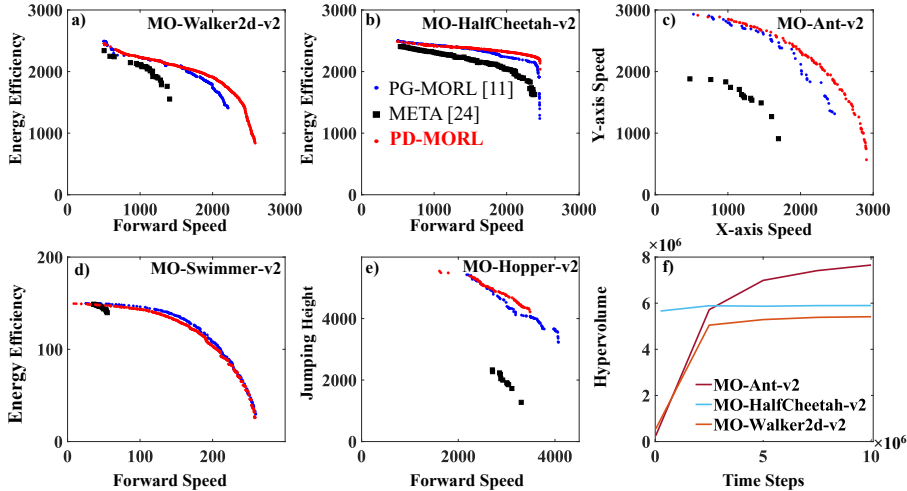 a) MO-Walker2d-v2
3000
2000
1000
0
0 1000 2000 3000
Energy Efficiency
Forward Speed
b) MO-HalfCheetah-v2
3000
2000
1000
0
0 1000 2000 3000
Energy Efficiency
Forward Speed
PG-MORL [11]
META [24]
PD-MORL
c) MO-Ant-v2
3000
2000
1000
0
0 1000 2000 3000
Y-axis Speed
X-axis Speed
d) MO-Swimmer-v2
200
100
0
0 100 200
Energy Efficiency
Forward Speed
e) MO-Hopper-v2
6000
4000
2000
0
0 2000 4000
Jumping Height
Forward Speed
f)
×10⁶
8
6
4
2
0
0 5 10
×10⁶
Hypervolume
Time Steps
MO-Ant-v2
MO-HalfCheetah-v2
MO-Walker2d-v2